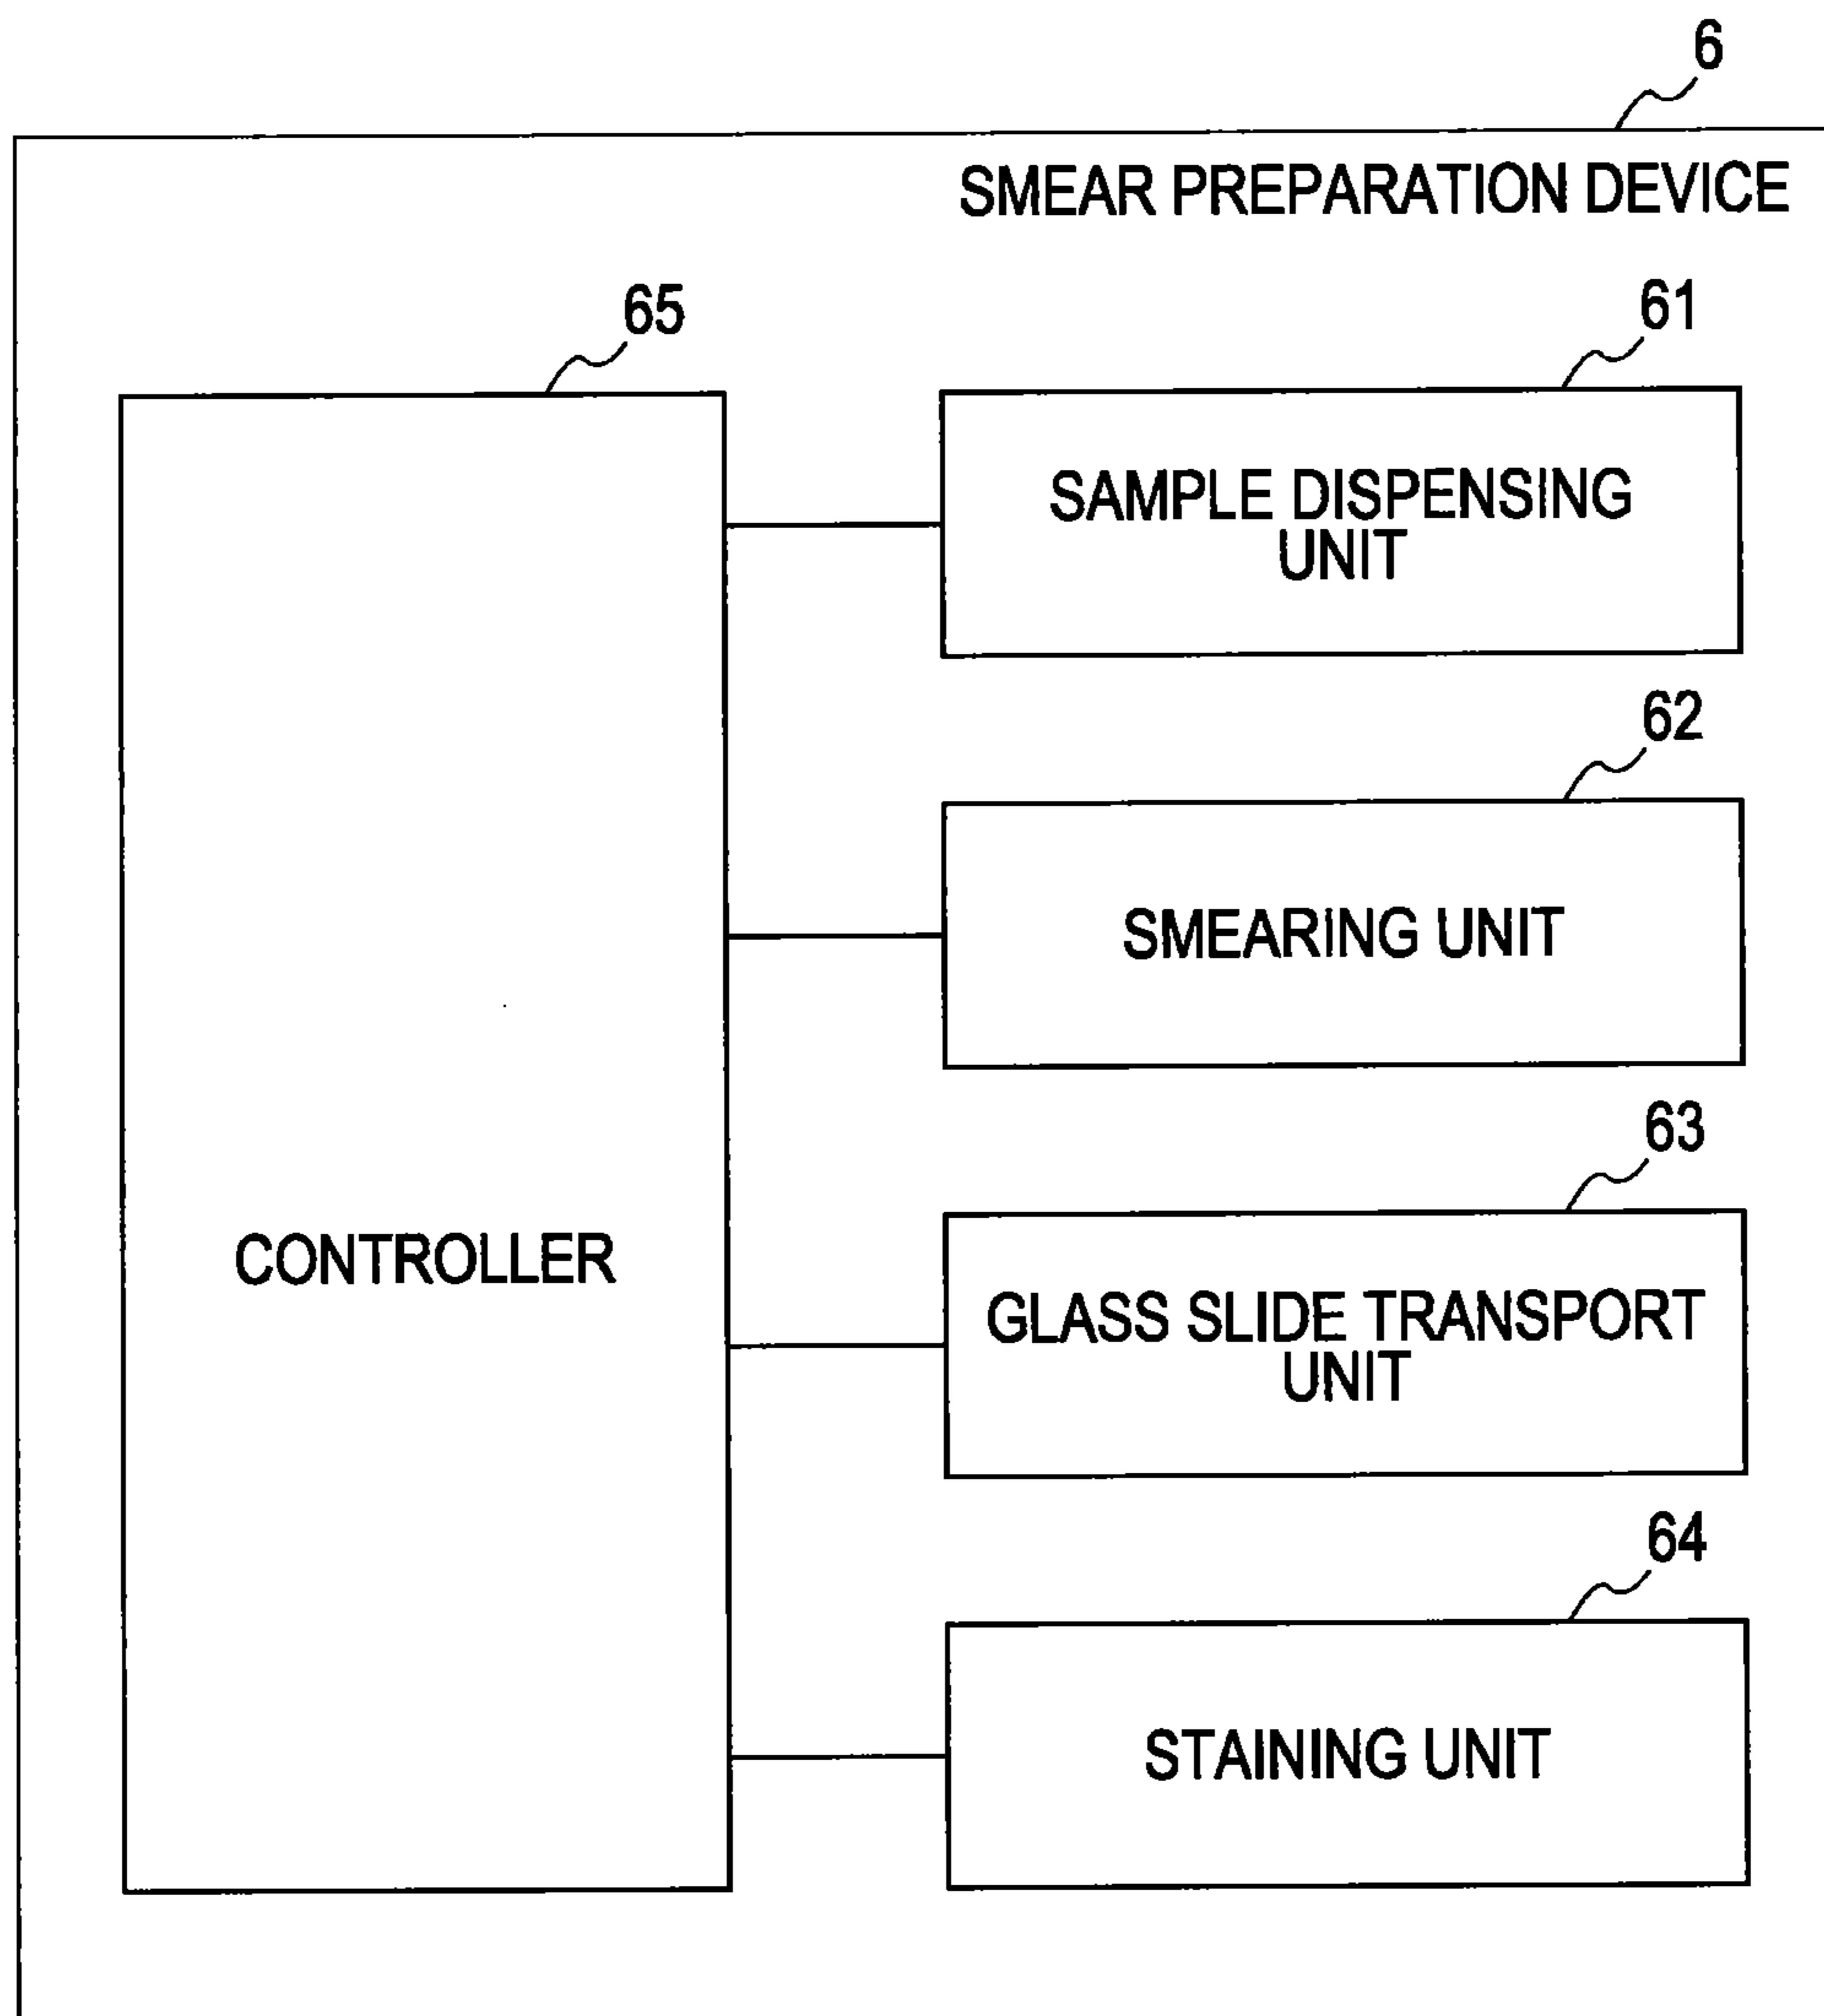 6
SMEAR PREPARATION DEVICE
65
61
SAMPLE DISPENSING
UNIT
62
SMEARING UNIT
63
CONTROLLER
GLASS SLIDE TRANSPORT
UNIT
64
STAINING UNIT